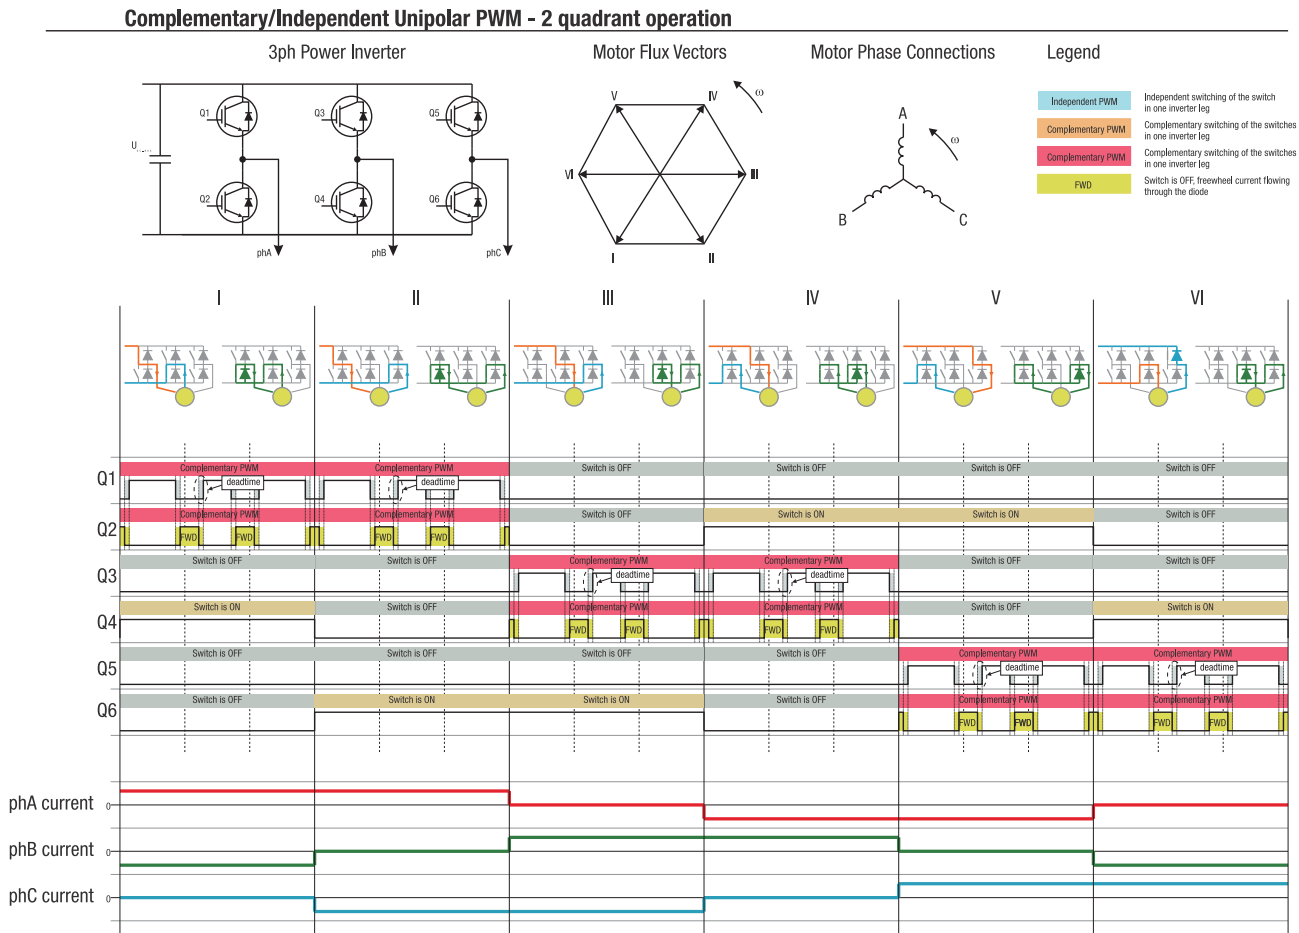 Complementary/Independent Unipolar PWM - 2 quadrant operation
3ph Power Inverter
Motor Flux Vectors
Motor Phase Connections
Legend
Q1
Q3
Q5
U
Q2
Q4
Q6
phA
phB
phC
V
IV
ω
VI
III
I
II
A
ω
B
C
Independent PWM
Independent switching of the switch
in one inverter leg
Complementary PWM
Complementary switching of the switches
in one inverter leg
Complementary PWM
Complementary switching of the switches
in one inverter leg
FWD
Switch is OFF, freewheel current flowing
through the diode
I II III IV V VI
Q1
Complementary PWM Complementary PWM Switch is OFF Switch is OFF Switch is OFF Switch is OFF
deadtime deadtime
Q2
Complementary PWM Complementary PWM Switch is OFF Switch is ON Switch is ON Switch is OFF
FWD FWD FWD FWD
Q3
Switch is OFF Switch is OFF Complementary PWM Complementary PWM Switch is OFF Switch is OFF
deadtime deadtime
Q4
Switch is ON Switch is OFF Complementary PWM Complementary PWM Switch is OFF Switch is ON
FWD FWD FWD FWD
Q5
Switch is OFF Switch is OFF Switch is OFF Switch is OFF Complementary PWM Complementary PWM
deadtime deadtime
Q6
Switch is OFF Switch is ON Switch is ON Switch is OFF Complementary PWM Complementary PWM
FWD FWD FWD FWD
phA current 0
phB current 0
phC current 0